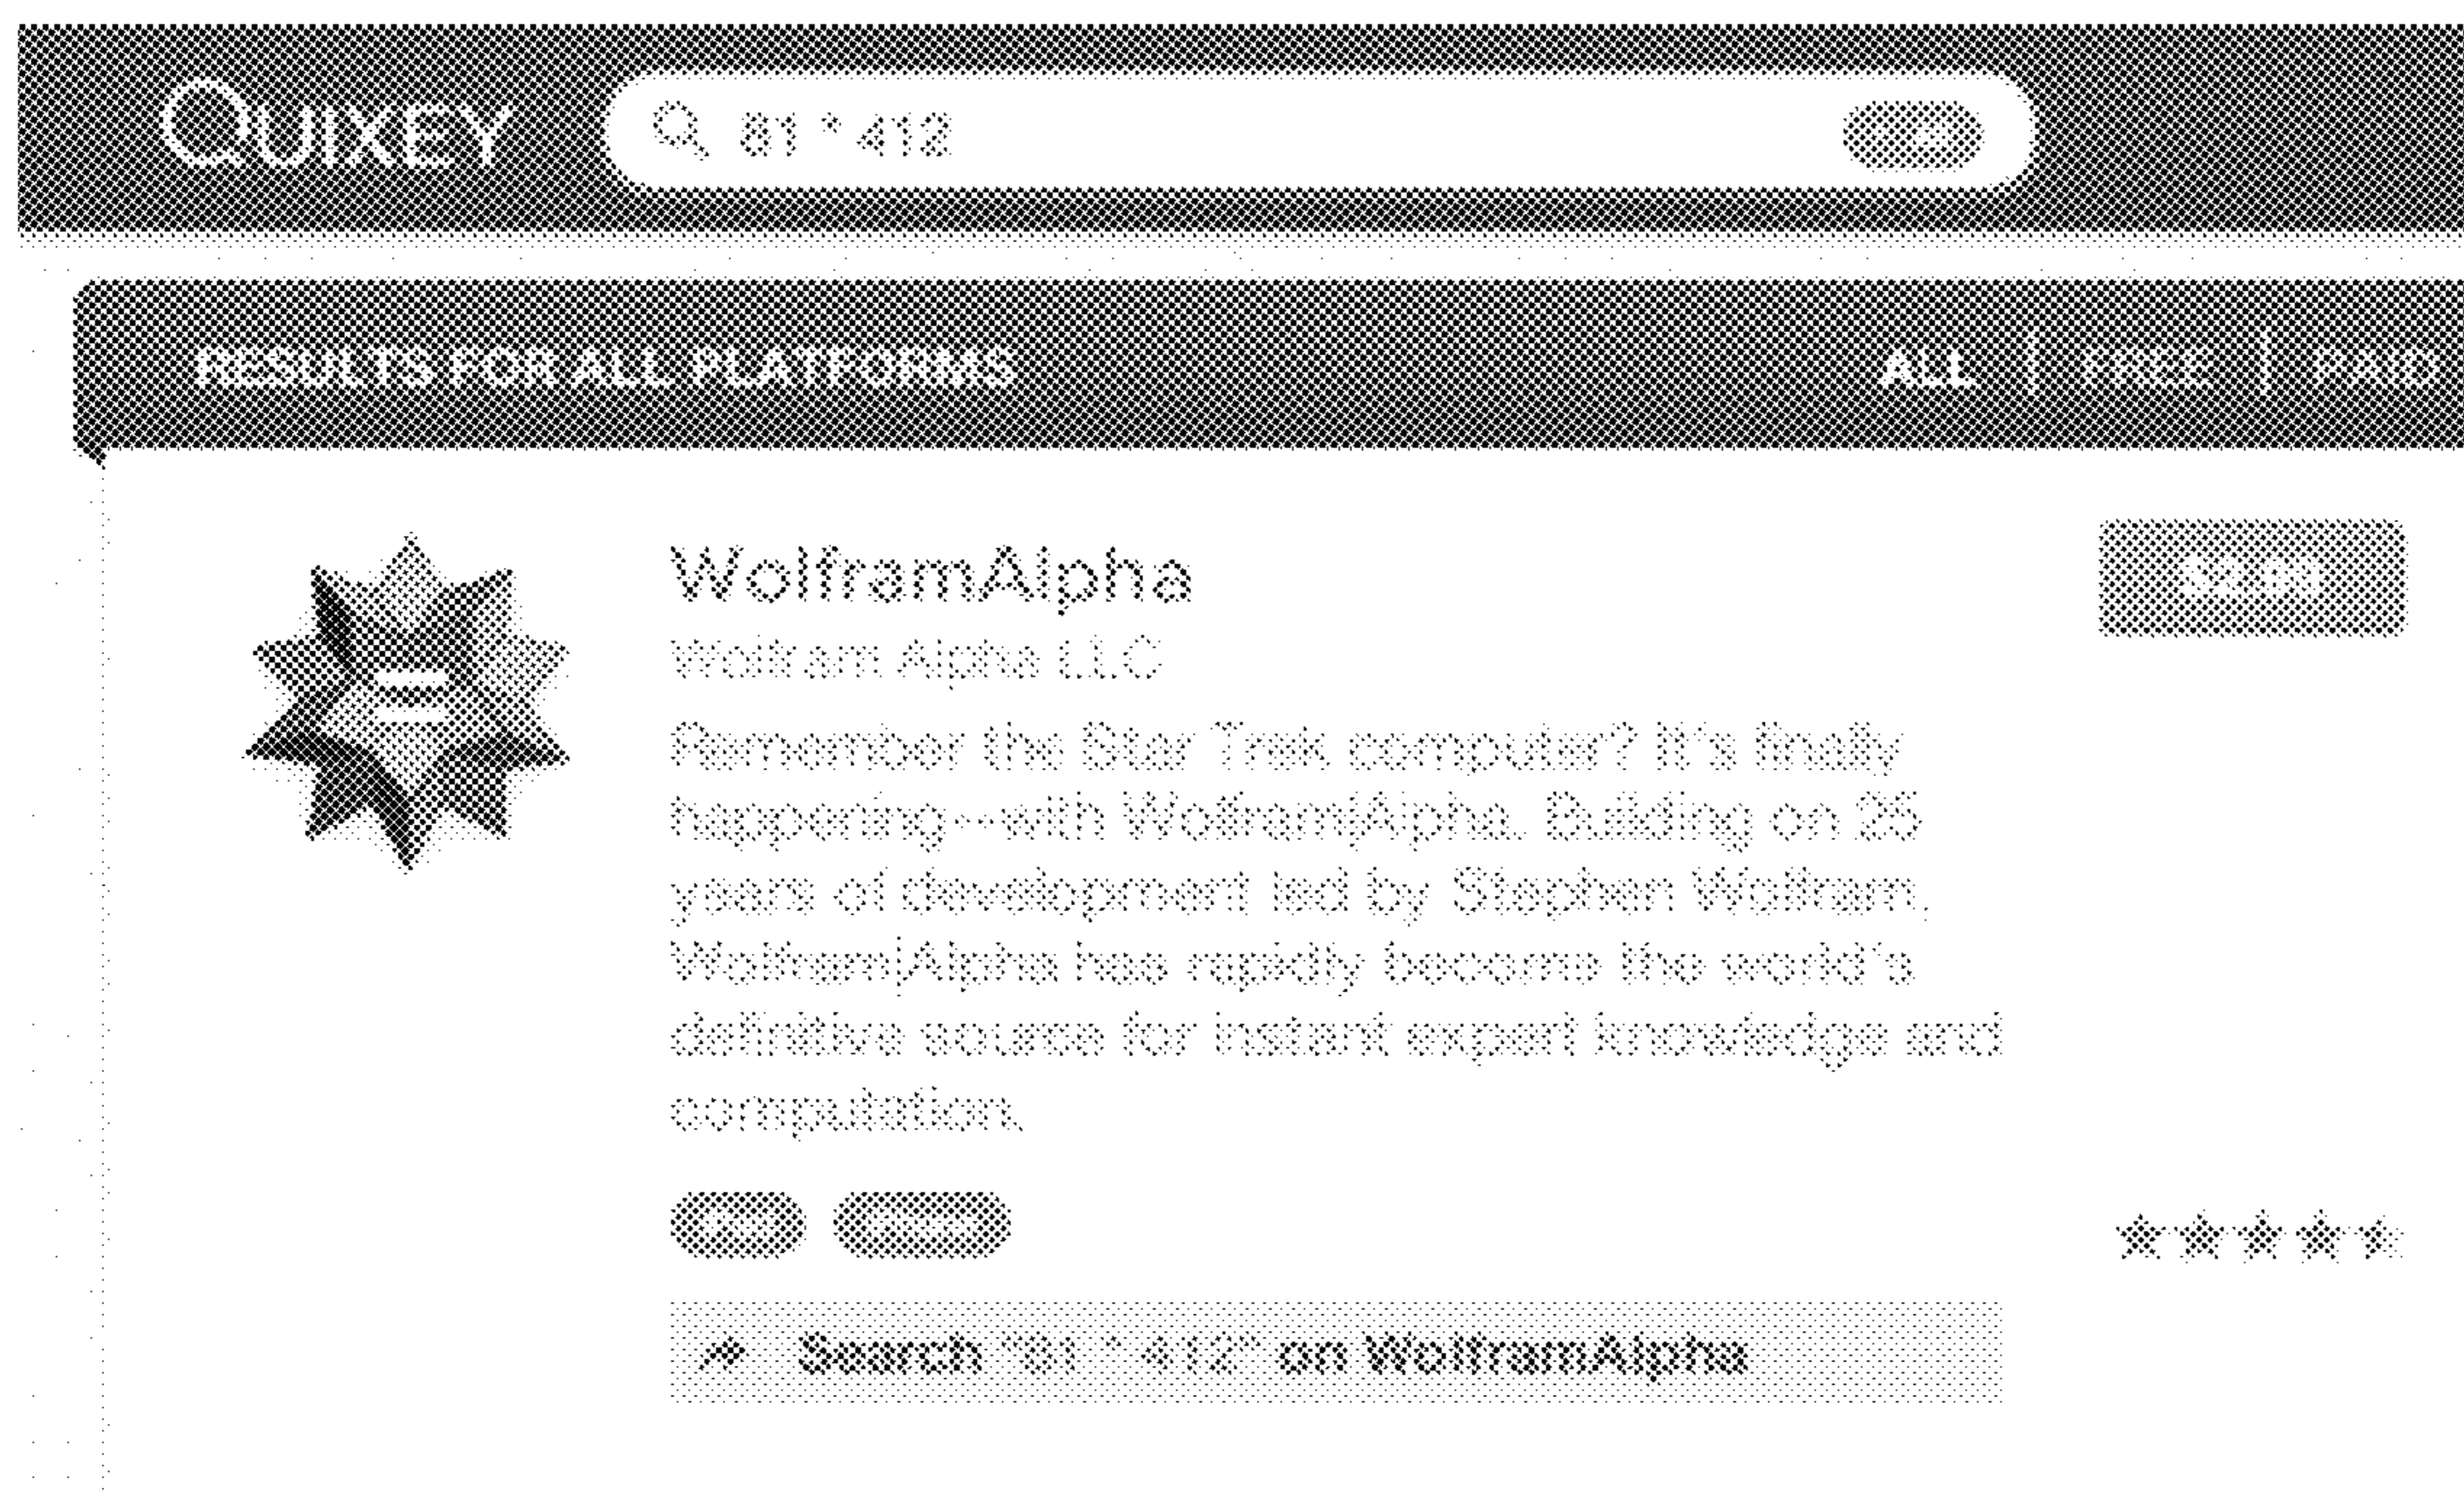 QUIXEY
81 * 412
RESULTS FOR ALL PLATFORMS
ALL | FREE | PAID
WolframAlpha
Wolfram Alpha LLC
Remember the Star Trek computer? It's finally
happening--with Wolfram|Alpha. Building on 25
years of development led by Stephen Wolfram,
Wolfram|Alpha has rapidly become the world's
definitive source for instant expert knowledge and
computation.
Search "81 * 412" on WolframAlpha